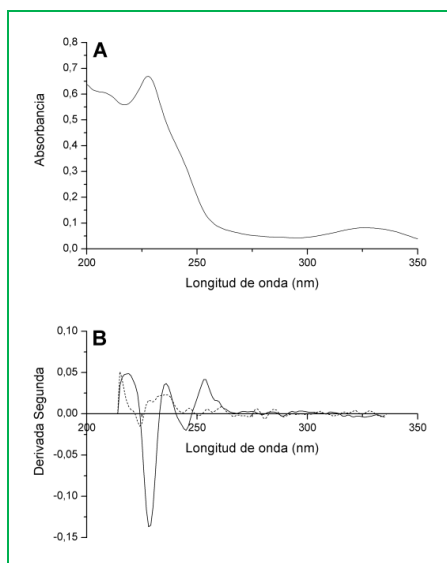 A
0,8
0,7
0,6
0,5
0,4
0,3
0,2
0,1
0,0
Absorbancia
200 250 300 350
Longitud de onda (nm)
B
0,10
0,05
0,00
-0,05
-0,10
-0,15
Derivada Segunda
200 250 300 350
Longitud de onda (nm)